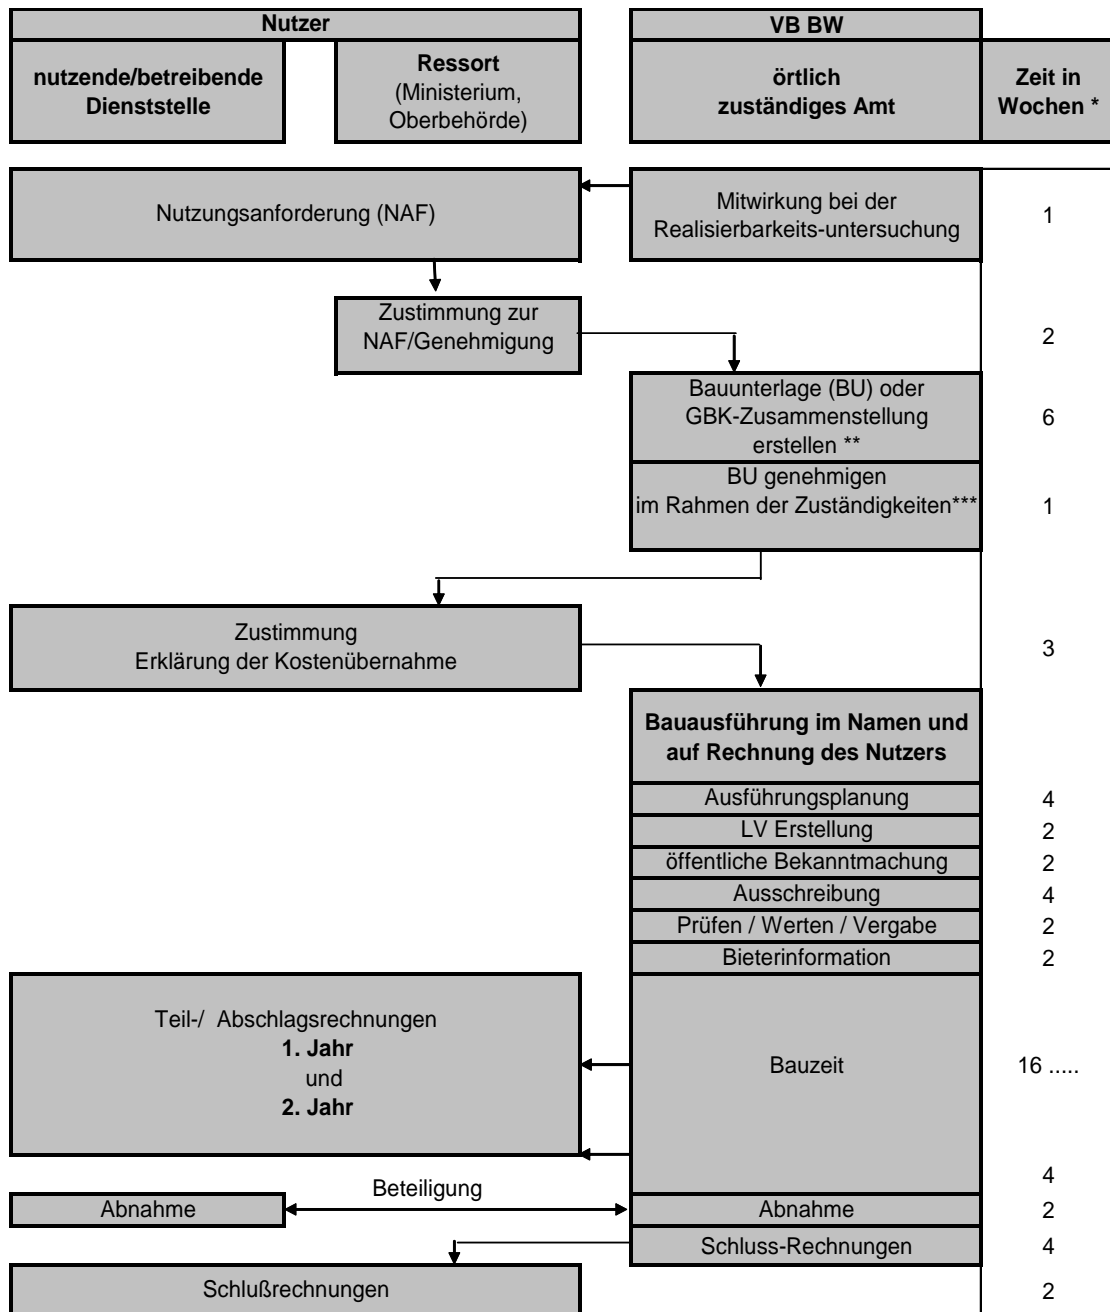 Nutzer
VB BW
nutzende/betreibende
Dienststelle
Ressort
(Ministerium,
Oberbehörde)
örtlich
zuständiges Amt
Zeit in
Wochen *
Nutzungsanforderung (NAF)
Mitwirkung bei der
Realisierbarkeits-untersuchung
1
Zustimmung zur
NAF/Genehmigung
2
Bauunterlage (BU) oder
GBK-Zusammenstellung
erstellen **
6
BU genehmigen
im Rahmen der Zuständigkeiten***
1
Zustimmung
Erklärung der Kostenübernahme
3
Bauausführung im Namen und
auf Rechnung des Nutzers
Ausführungsplanung 4
LV Erstellung 2
öffentliche Bekanntmachung 2
Ausschreibung 4
Prüfen / Werten / Vergabe 2
Bieterinformation 2
Teil-/ Abschlagsrechnungen
1. Jahr
und
2. Jahr
Bauzeit
16 .....
4
Abnahme
Beteiligung
Abnahme
2
Schluss-Rechnungen 4
Schlußrechnungen 2